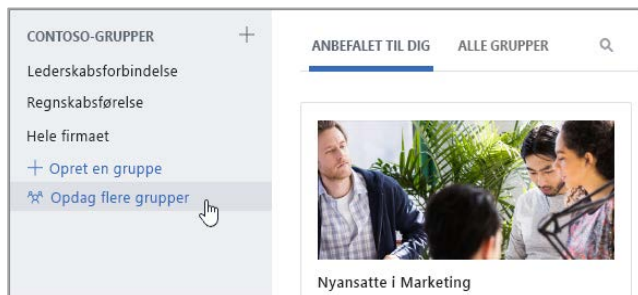 CONTOSO-GRUPPER
Lederskabsforbindelse
Regnskabsførelse
Hele firmaet
Opret en gruppe
Opdag flere grupper
ANBEFALET TIL DIG
ALLE GRUPPER
Nyansatte i Marketing